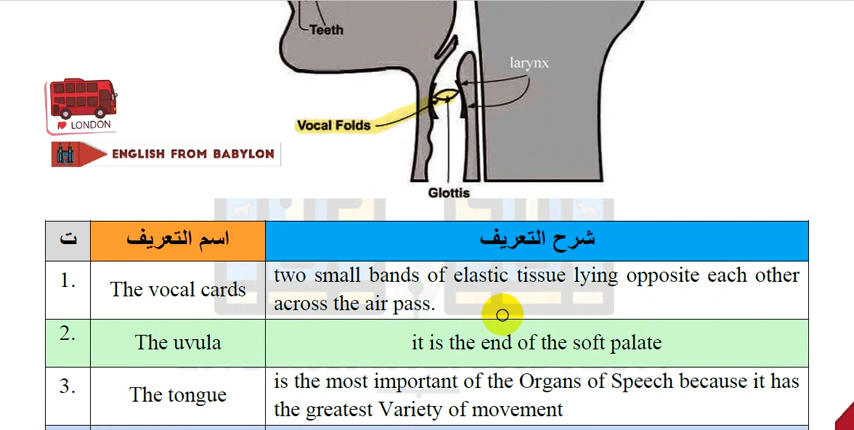 Teeth
larynx
LONDON
Vocal Folds
ENGLISH FROM BABYLON
Glottis
ت
اسم التعريف
شرح التعريف
1.
The vocal cards
two small bands of elastic tissue lying opposite each other
across the air pass.
2.
The uvula
it is the end of the soft palate
3.
The tongue
is the most important of the Organs of Speech because it has
the greatest Variety of movement